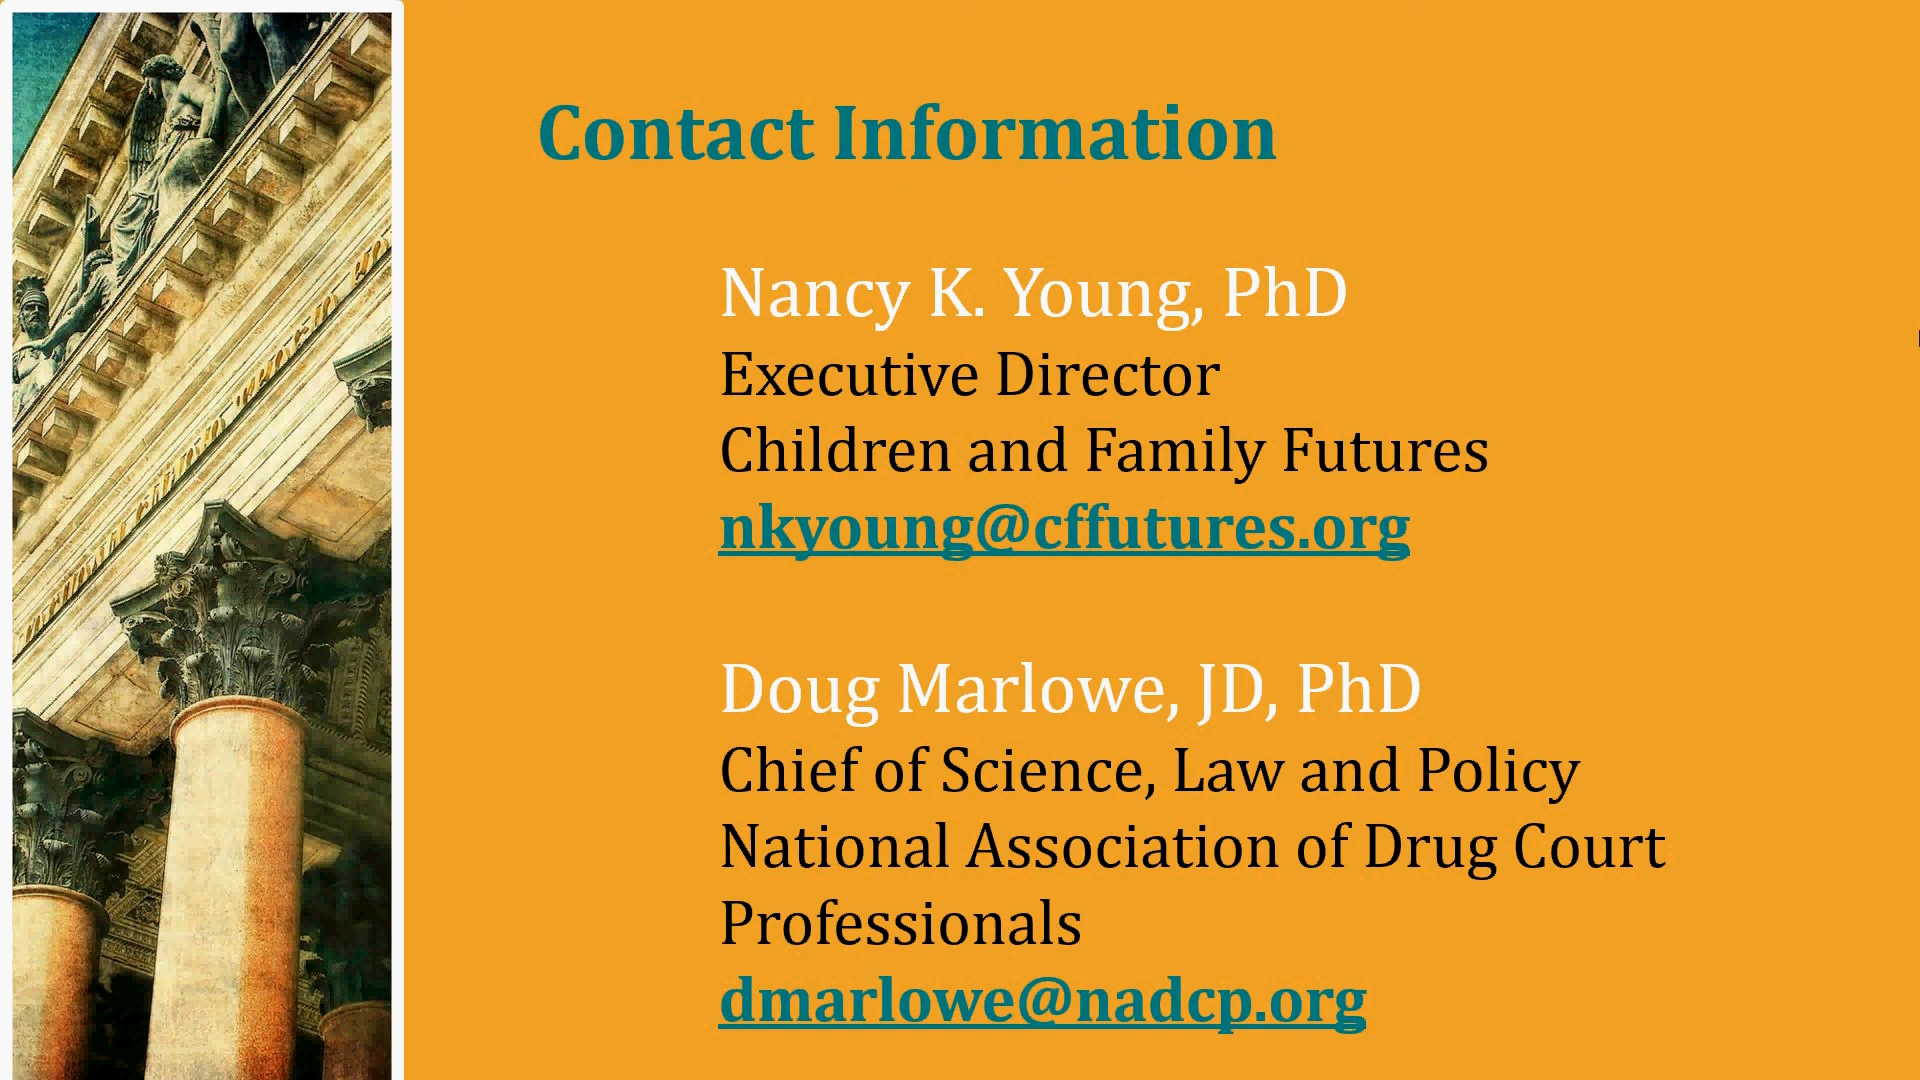 Contact Information
Nancy K. Young, PhD
Executive Director
Children and Family Futures
nkyoung@cffutures.org
Doug Marlowe, JD, PhD
Chief of Science, Law and Policy
National Association of Drug Court
Professionals
dmarlowe@nadcp.org